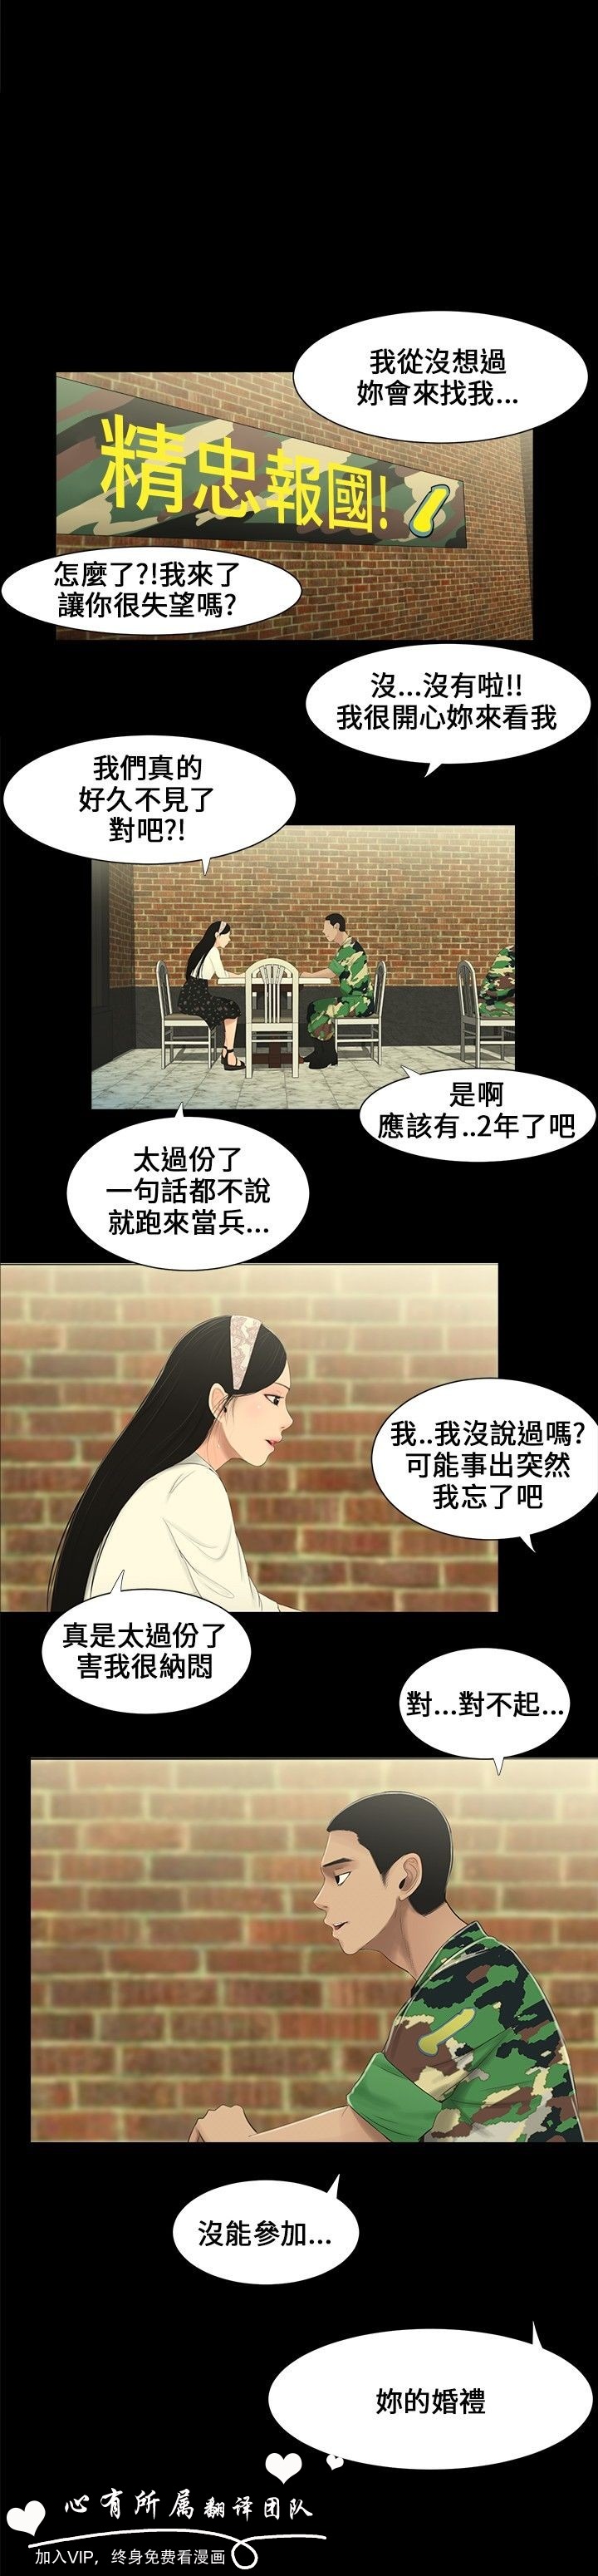 我從沒想過
妳會來找我...
精忠報國!
怎麼了?!我來了
讓你很失望嗎?
沒...沒有啦!!
我很開心妳來看我
我們真的
好久不見了
對吧?!
是啊
應該有..2年了吧
太過份了
一句話都不說
就跑來當兵...
我..我沒說過嗎?
可能事出突然
我忘了吧
真是太過份了
害我很納悶
對...對不起...
沒能參加...
妳的婚禮
心有所属翻译团队
加入VIP，终身免费看漫画